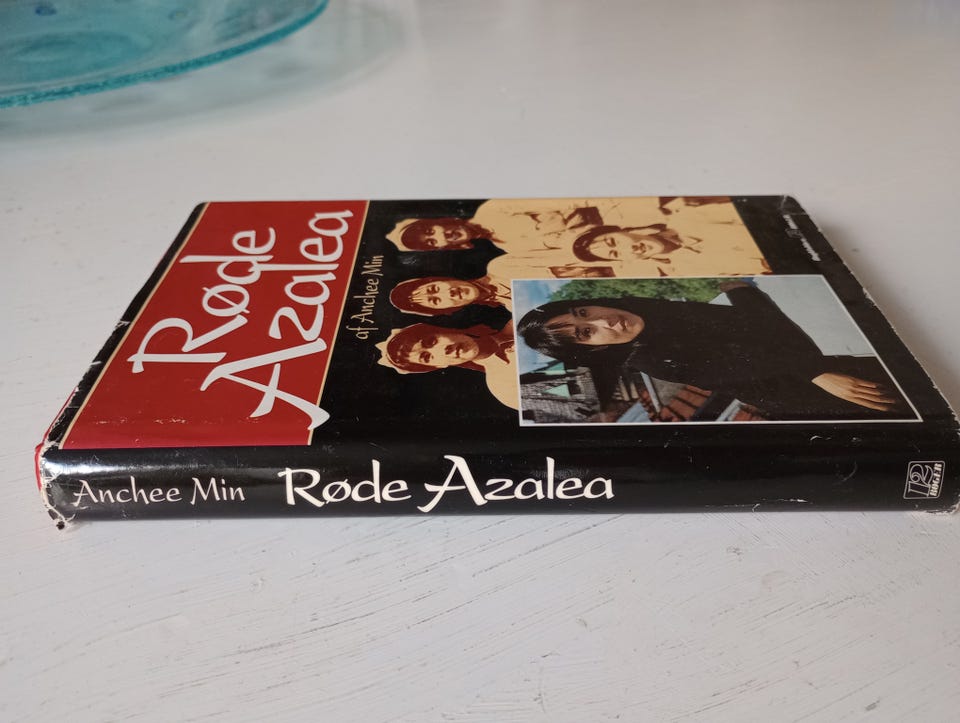 Røde
Azalea
af Anchee Min
Anchee Min Røde Azalea